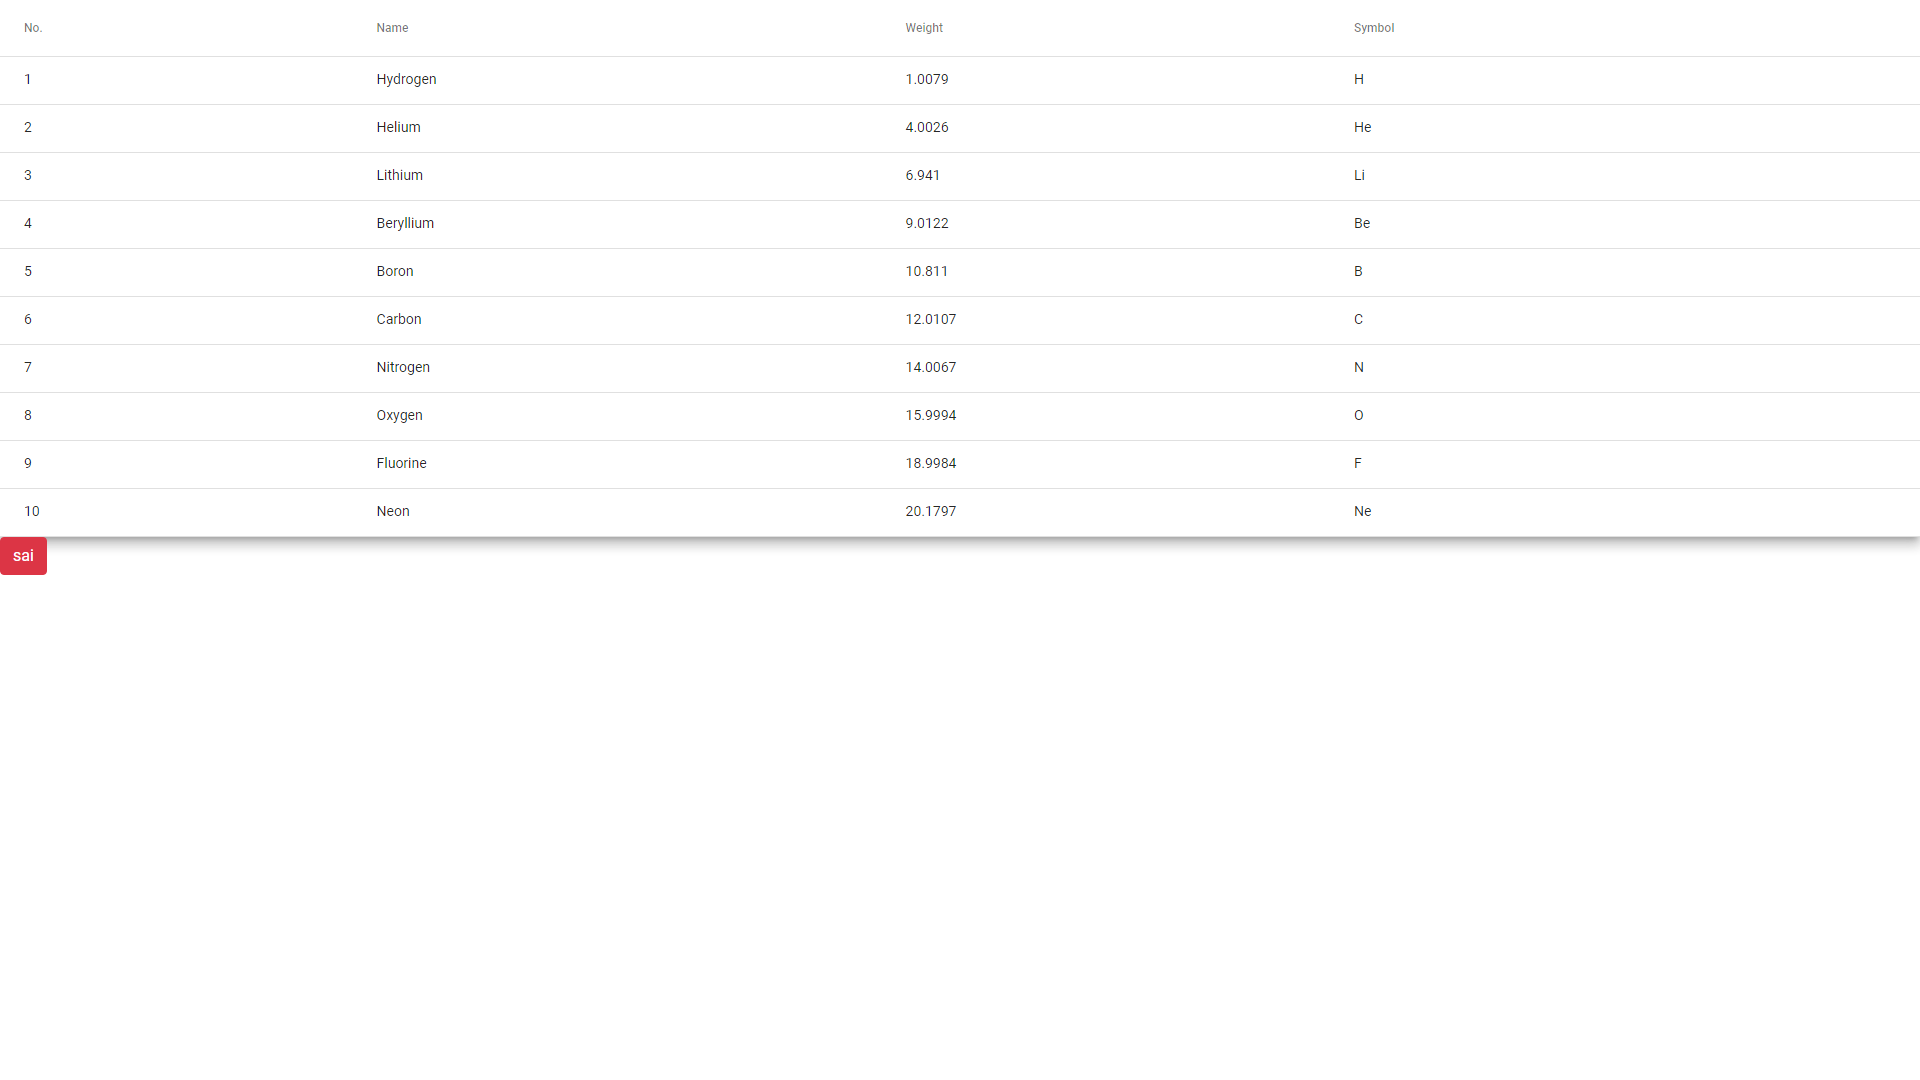 No. Name Weight Symbol
1 Hydrogen 1.0079 H
2 Helium 4.0026 He
3 Lithium 6.941 Li
4 Beryllium 9.0122 Be
5 Boron 10.811 B
6 Carbon 12.0107 C
7 Nitrogen 14.0067 N
8 Oxygen 15.9994 O
9 Fluorine 18.9984 F
10 Neon 20.1797 Ne
sai